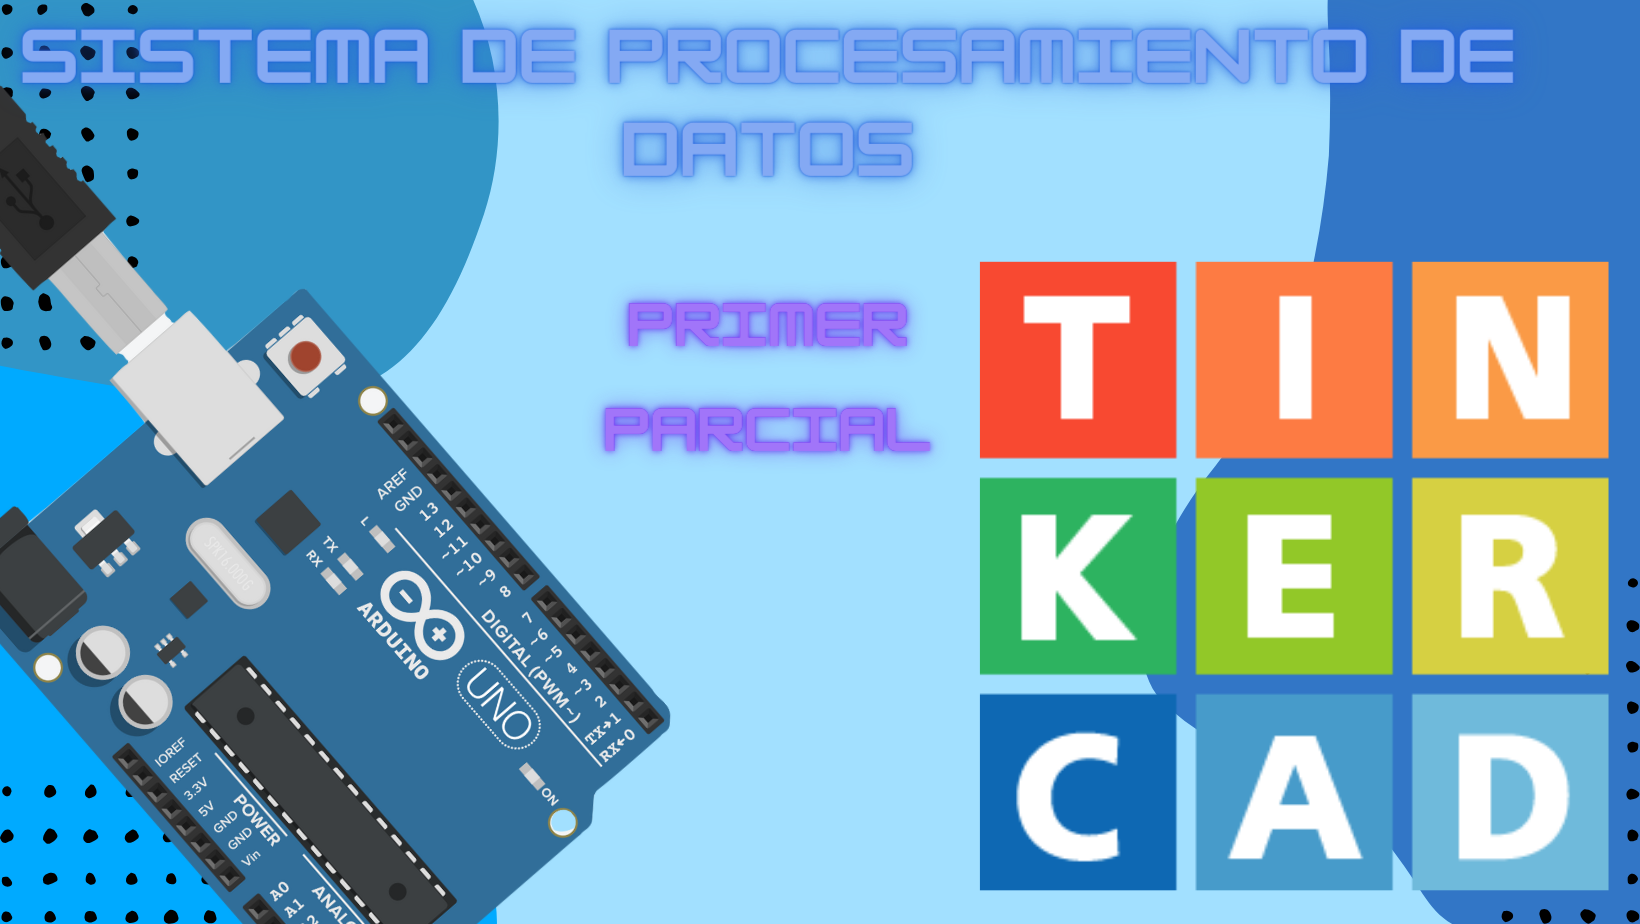 SISTEMA DE PROCESAMIENTO DE
DATOS
PRIMER
PARCIAL
T I N
K E R
C A D
AREF
GND
13
12
~11
~10
~9
8
7
~6
~5
4
~3
2
TX→1
RX←0
DIGITAL (PWM~)
L
TX
RX
ARDUINO
UNO
ON
IOREF
RESET
3.3V
5V
GND
GND
Vin
POWER
A0
A1